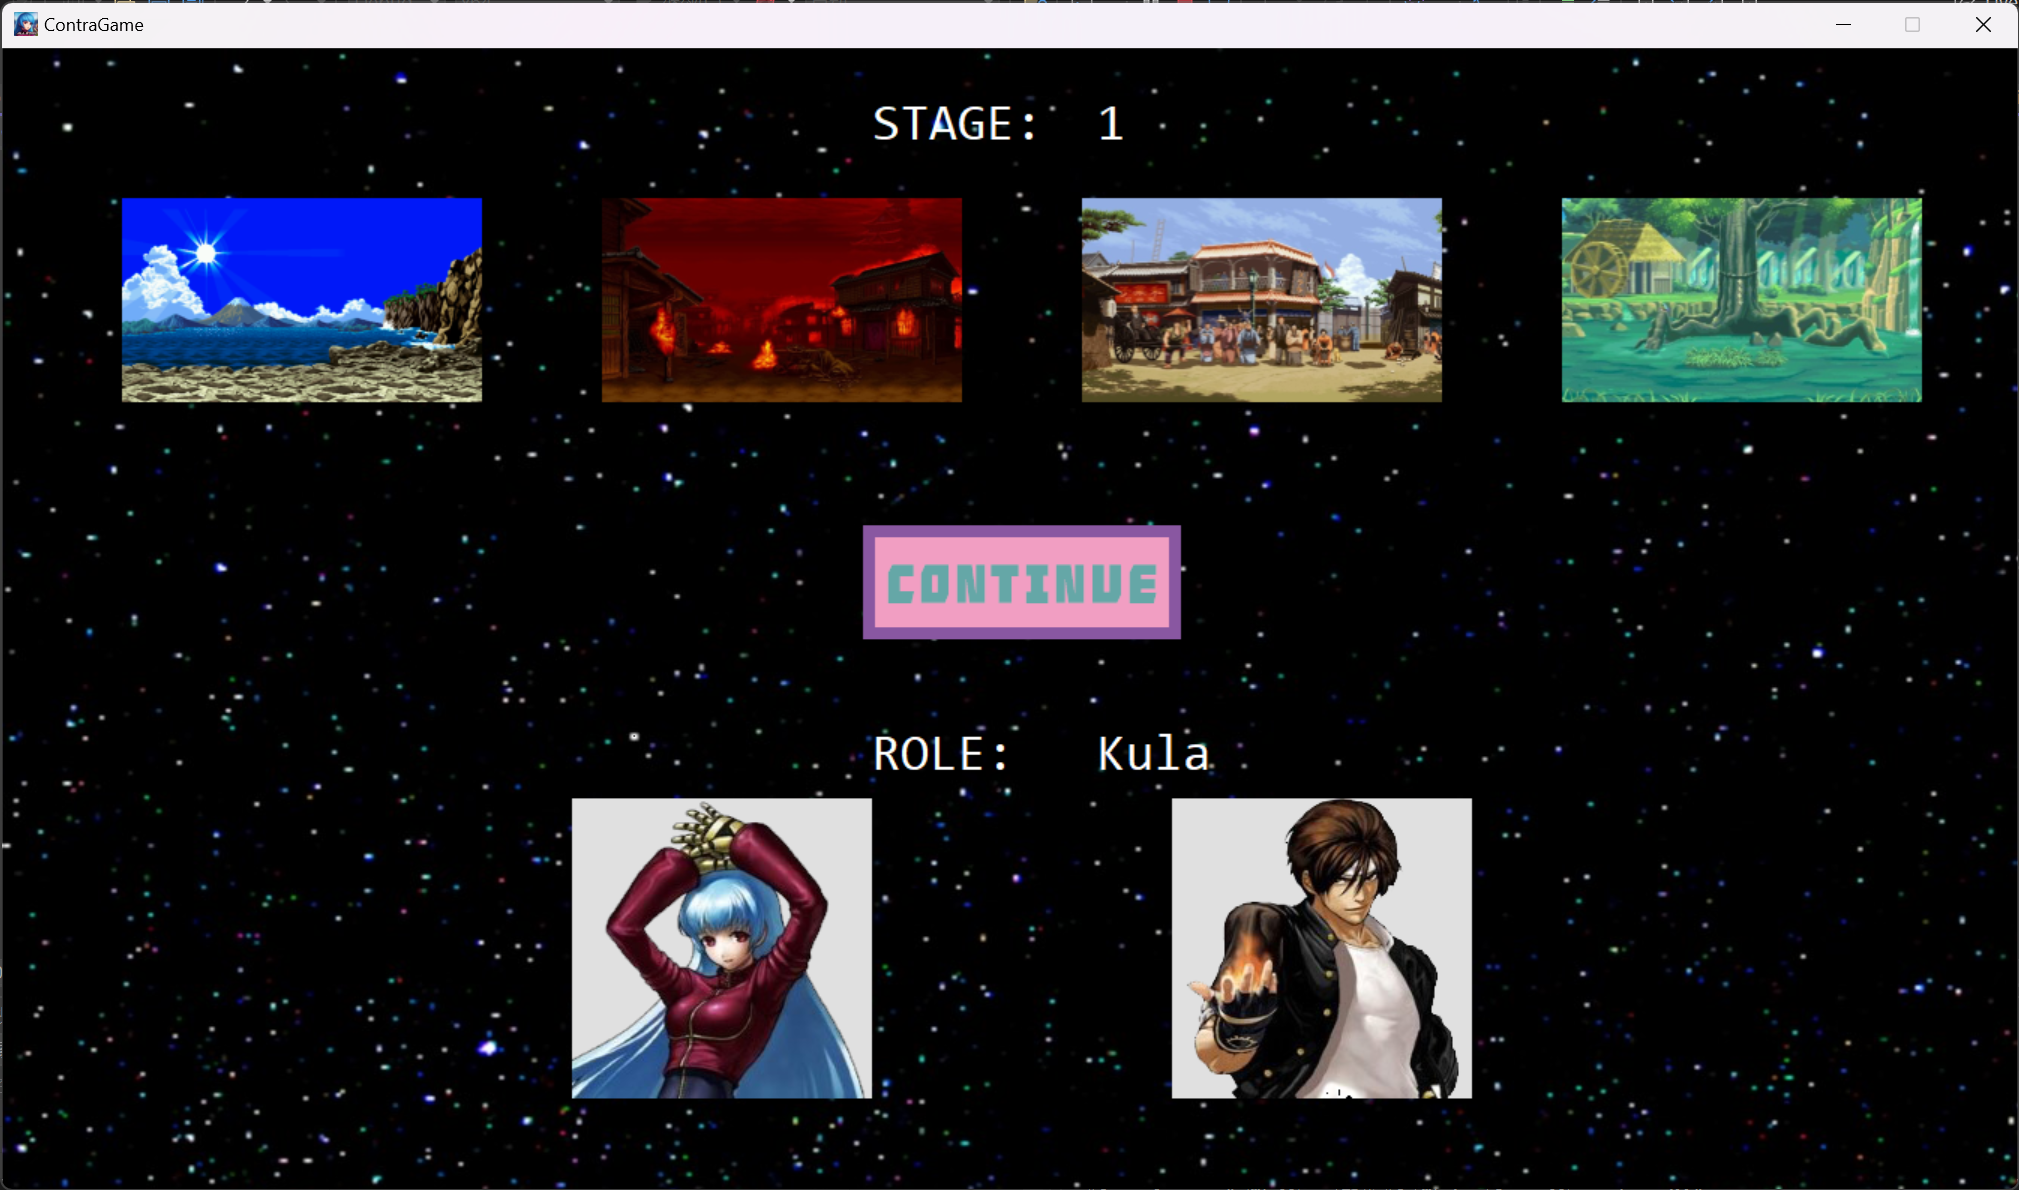 ContraGame
STAGE: 1
CONTINUE
ROLE: Kula